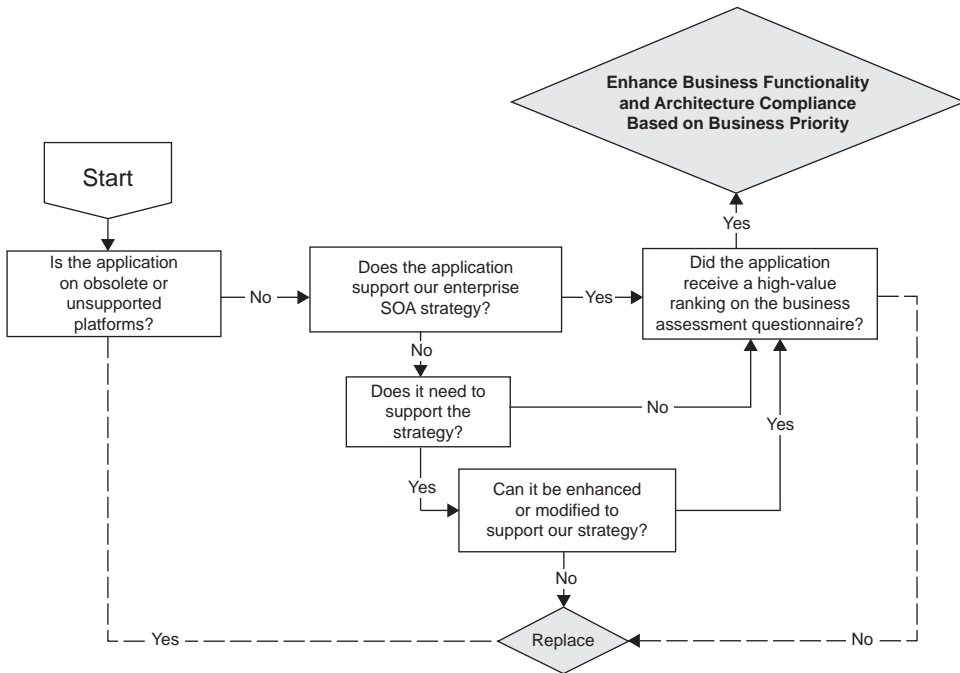 Enhance Business Functionality
and Architecture Compliance
Based on Business Priority
Start
Yes
Is the application
on obsolete or
unsupported
platforms?
No
Does the application
support our enterprise
SOA strategy?
Yes
Did the application
receive a high-value
ranking on the business
assessment questionnaire?
No
Does it need to
support the
strategy?
No
Yes
Yes
Can it be enhanced
or modified to
support our strategy?
No
Yes
Replace
No